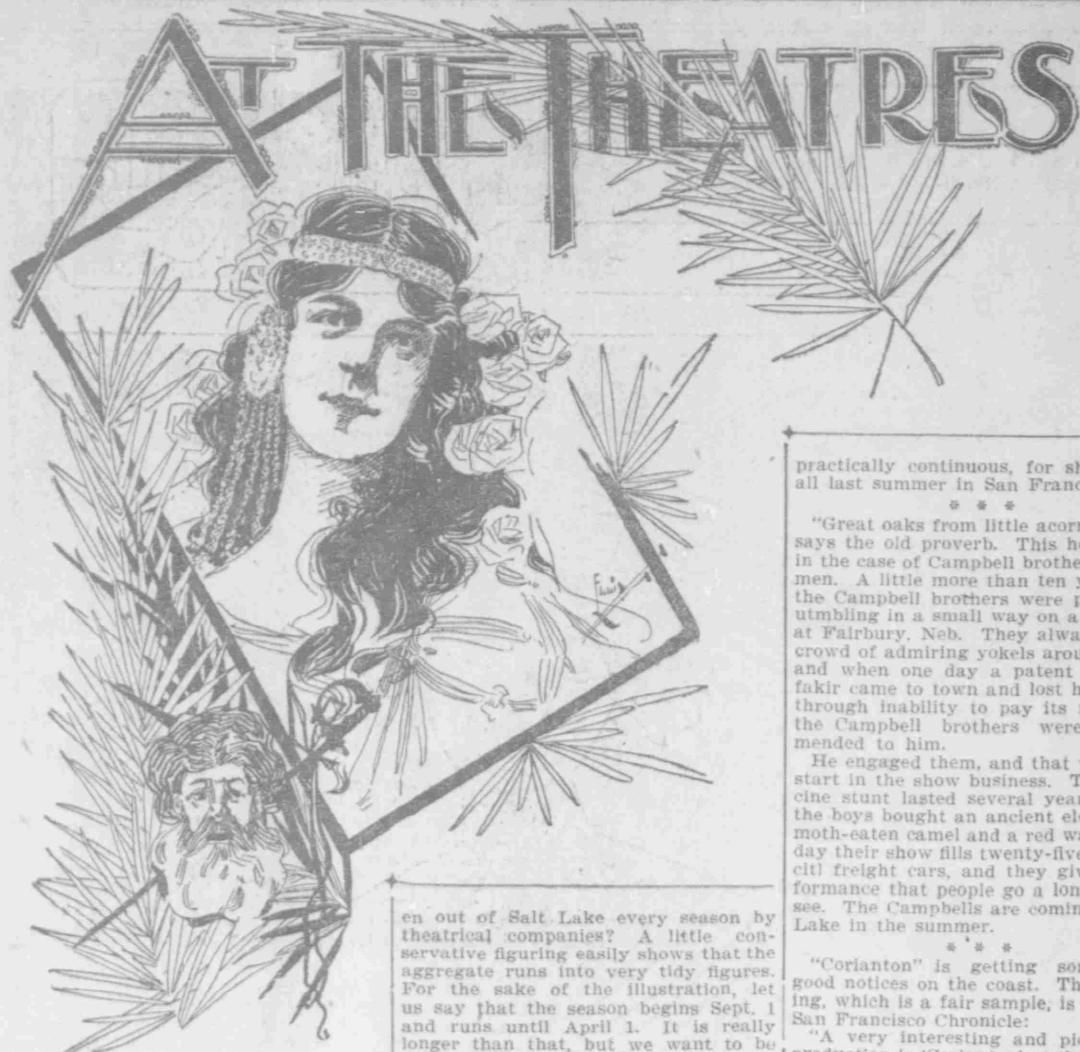 AT THE THEATRES
en out of Salt Lake every season by
theatrical companies? A little con-
servative figuring easily shows that the
aggregate runs into very tidy figures.
For the sake of the illustration, let
us say that the season begins Sept. 1
and runs until April 1. It is really
longer than that, but we want to be
practically continuous, for sh
all last summer in San Franc
* * *
"Great oaks from little acorn
says the old proverb. This ho
in the case of Campbell brothe
men. A little more than ten y
the Campbell brothers were p
utmbling in a small way on a
at Fairbury, Neb. They alwa
crowd of admiring yokels arou
and when one day a patent
fakir came to town and lost h
through inability to pay its
the Campbell brothers were
mended to him.
He engaged them, and that
start in the show business. T
cine stunt lasted several year
the boys bought an ancient ele
moth-eaten camel and a red wa
day their show fills twenty-five
citl freight cars, and they giv
formance that people go a lon
see. The Campbells are comin
Lake in the summer.
* * *
"Corianton" is getting som
good notices on the coast. Th
ing, which is a fair sample, is
San Francisco Chronicle:
"A very interesting and pic